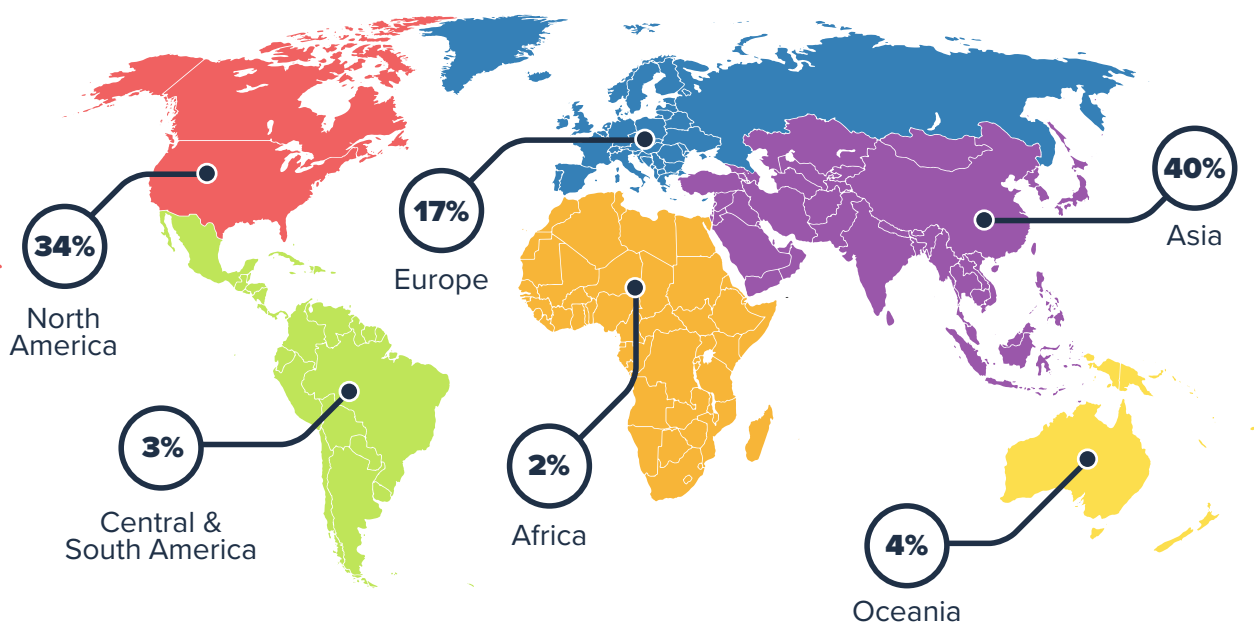 34%
North
America
17%
Europe
40%
Asia
3%
Central &
South America
2%
Africa
4%
Oceania